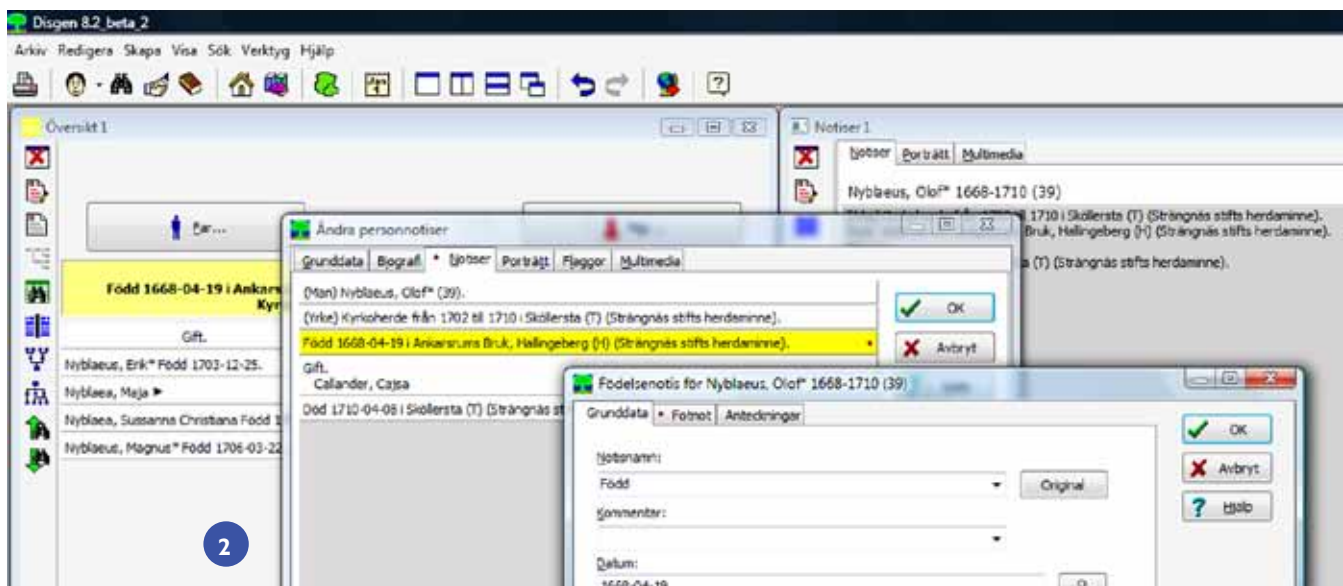 Disgen 8.2_beta_2
Arkiv Redigera Skapa Visa Sök Verktyg Hjälp
Översikt 1
Far...
Född 1668-04-19 i Ankars
Kyr
Gift.
Nyblaeus, Erik* Född 1703-12-25.
Nyblaea, Maja
Nyblaea, Sussanna Christiana Född 1
Nyblaeus, Magnus* Född 1706-03-22
2
Notiser 1
Notiser Porträtt Multimedia
Nyblaeus, Olof* 1668-1710 (39)
1710 i Sköllersta (T) (Strängnäs stifts herdaminne).
Bruk, Hallingeberg (H) (Strängnäs stifts herdaminne).
a (T) (Strängnäs stifts herdaminne).
Ändra personnotiser
Grunddata Biografi Notiser Porträtt Flaggor Multimedia
(Man) Nyblaeus, Olof* (39).
(Yrke) Kyrkoherde från 1702 till 1710 i Sköllersta (T) (Strängnäs stifts herdaminne).
Född 1668-04-19 i Ankarsrums Bruk, Hallingeberg (H) (Strängnäs stifts herdaminne).
Gift.
Callander, Cajsa
Död 1710-04-08 i Sköllersta (T) (Strängnäs st
OK
Avbryt
Födelsenotis för Nyblaeus, Olof* 1668-1710 (39)
Grunddata Fotnot Anteckningar
Notisnamn:
Född
Original
Kommentar:
Datum:
1668-04-19
OK
Avbryt
Hjälp